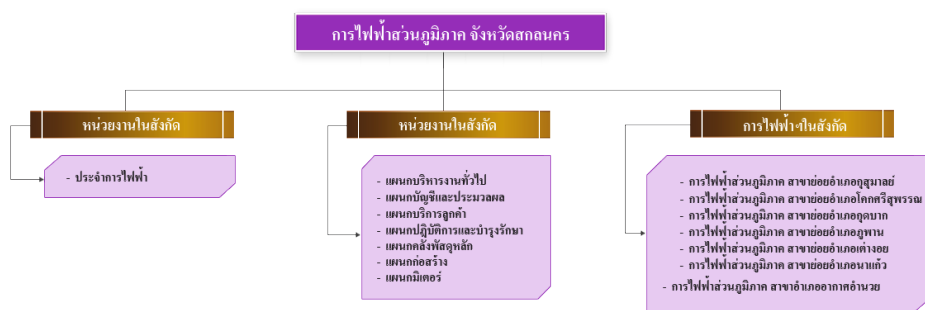 การไฟฟ้าส่วนภูมิภาค จังหวัดสกลนคร
หน่วยงานในสังกัด
- ประจำการไฟฟ้า
หน่วยงานในสังกัด
- แผนกบริหารงานทั่วไป
- แผนกบัญชีและประมวลผล
- แผนกบริการลูกค้า
- แผนกปฏิบัติการและบำรุงรักษา
- แผนกคลังพัสดุหลัก
- แผนกก่อสร้าง
- แผนกมิเตอร์
การไฟฟ้าฯในสังกัด
- การไฟฟ้าส่วนภูมิภาค สาขาย่อยอำเภอกุสุมาลย์
- การไฟฟ้าส่วนภูมิภาค สาขาย่อยอำเภอโคกศรีสุพรรณ
- การไฟฟ้าส่วนภูมิภาค สาขาย่อยอำเภอกุดบาก
- การไฟฟ้าส่วนภูมิภาค สาขาย่อยอำเภอภูพาน
- การไฟฟ้าส่วนภูมิภาค สาขาย่อยอำเภอเต่างอย
- การไฟฟ้าส่วนภูมิภาค สาขาย่อยอำเภอนาแก้ว
- การไฟฟ้าส่วนภูมิภาค สาขาอำเภออากาศอำนวย